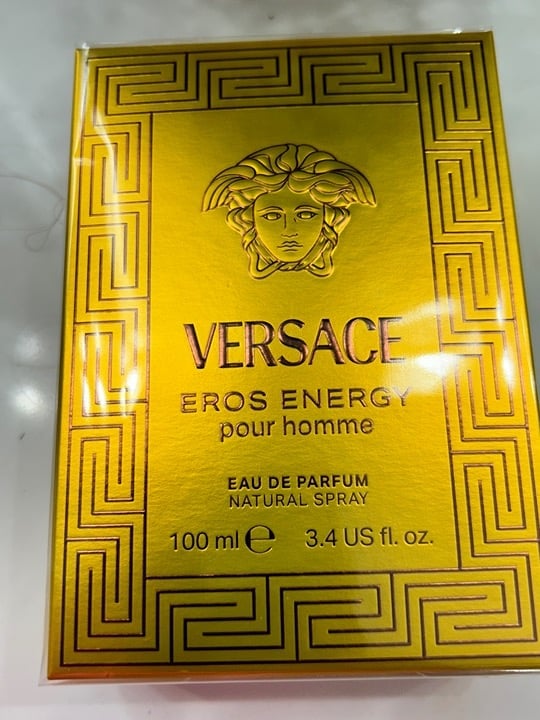 VERSACE
EROS ENERGY
pour homme
EAU DE PARFUM
NATURAL SPRAY
100 ml ℮ 3.4 US fl. oz.